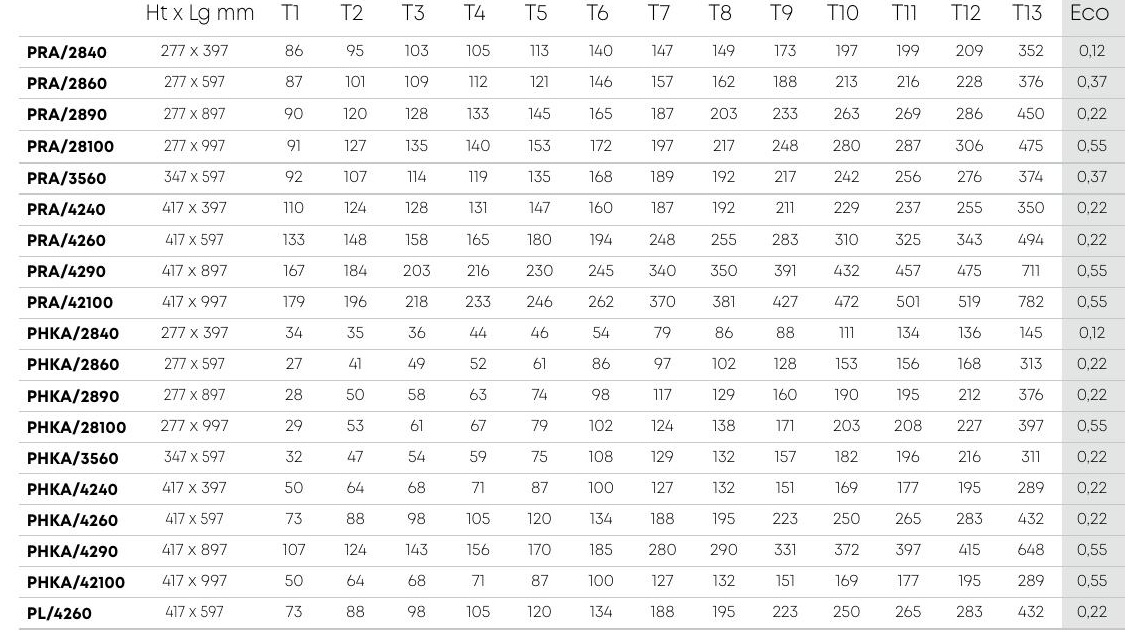 Ht x Lg mm T1 T2 T3 T4 T5 T6 T7 T8 T9 T10 T11 T12 T13 Eco
PRA/2840 277 x 397 86 95 103 105 113 140 147 149 173 197 199 209 352 0,12
PRA/2860 277 x 597 87 101 109 112 121 146 157 162 188 213 216 228 376 0,37
PRA/2890 277 x 897 90 120 128 133 145 165 187 203 233 263 269 286 450 0,22
PRA/28100 277 x 997 91 127 135 140 153 172 197 217 248 280 287 306 475 0,55
PRA/3560 347 x 597 92 107 114 119 135 168 189 192 217 242 256 276 374 0,37
PRA/4240 417 x 397 110 124 128 131 147 160 187 192 211 229 237 255 350 0,22
PRA/4260 417 x 597 133 148 158 165 180 194 248 255 283 310 325 343 494 0,22
PRA/4290 417 x 897 167 184 203 216 230 245 340 350 391 432 457 475 711 0,55
PRA/42100 417 x 997 179 196 218 233 246 262 370 381 427 472 501 519 782 0,55
PHKA/2840 277 x 397 34 35 36 44 46 54 79 86 88 111 134 136 145 0,12
PHKA/2860 277 x 597 27 41 49 52 61 86 97 102 128 153 156 168 313 0,22
PHKA/2890 277 x 897 28 50 58 63 74 98 117 129 160 190 195 212 376 0,22
PHKA/28100 277 x 997 29 53 61 67 79 102 124 138 171 203 208 227 397 0,55
PHKA/3560 347 x 597 32 47 54 59 75 108 129 132 157 182 196 216 311 0,22
PHKA/4240 417 x 397 50 64 68 71 87 100 127 132 151 169 177 195 289 0,22
PHKA/4260 417 x 597 73 88 98 105 120 134 188 195 223 250 265 283 432 0,22
PHKA/4290 417 x 897 107 124 143 156 170 185 280 290 331 372 397 415 648 0,55
PHKA/42100 417 x 997 50 64 68 71 87 100 127 132 151 169 177 195 289 0,55
PL/4260 417 x 597 73 88 98 105 120 134 188 195 223 250 265 283 432 0,22